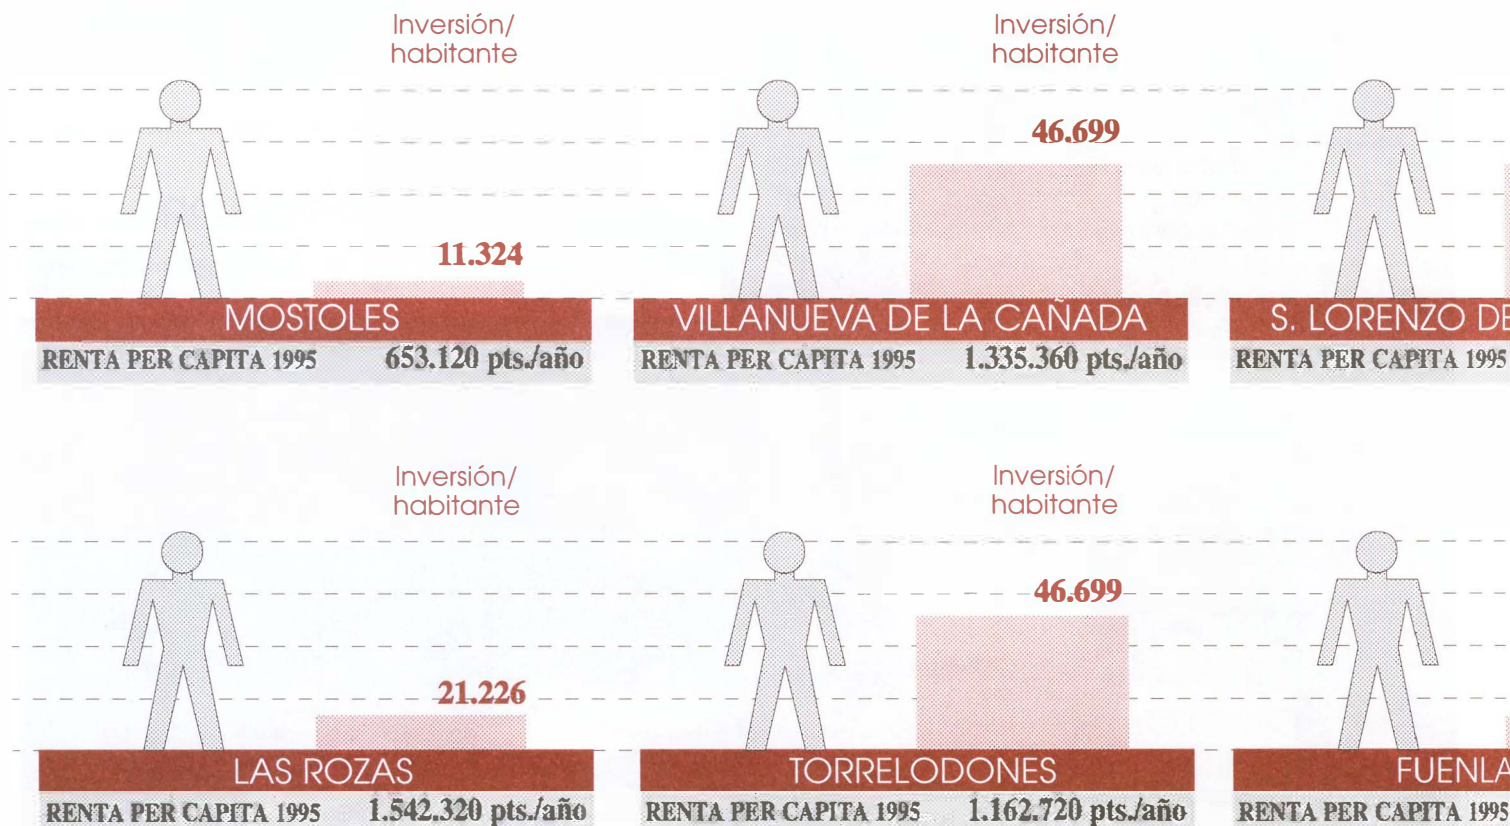 Inversión/
habitante
11.324
MOSTOLES
RENTA PER CAPITA 1995 653.120 pts./año
Inversión/
habitante
46.699
VILLANUEVA DE LA CAÑADA
RENTA PER CAPITA 1995 1.335.360 pts./año
S. LORENZO DE
RENTA PER CAPITA 1995
Inversión/
habitante
21.226
LAS ROZAS
RENTA PER CAPITA 1995 1.542.320 pts./año
Inversión/
habitante
46.699
TORRELODONES
RENTA PER CAPITA 1995 1.162.720 pts./año
FUENLA
RENTA PER CAPITA 1995